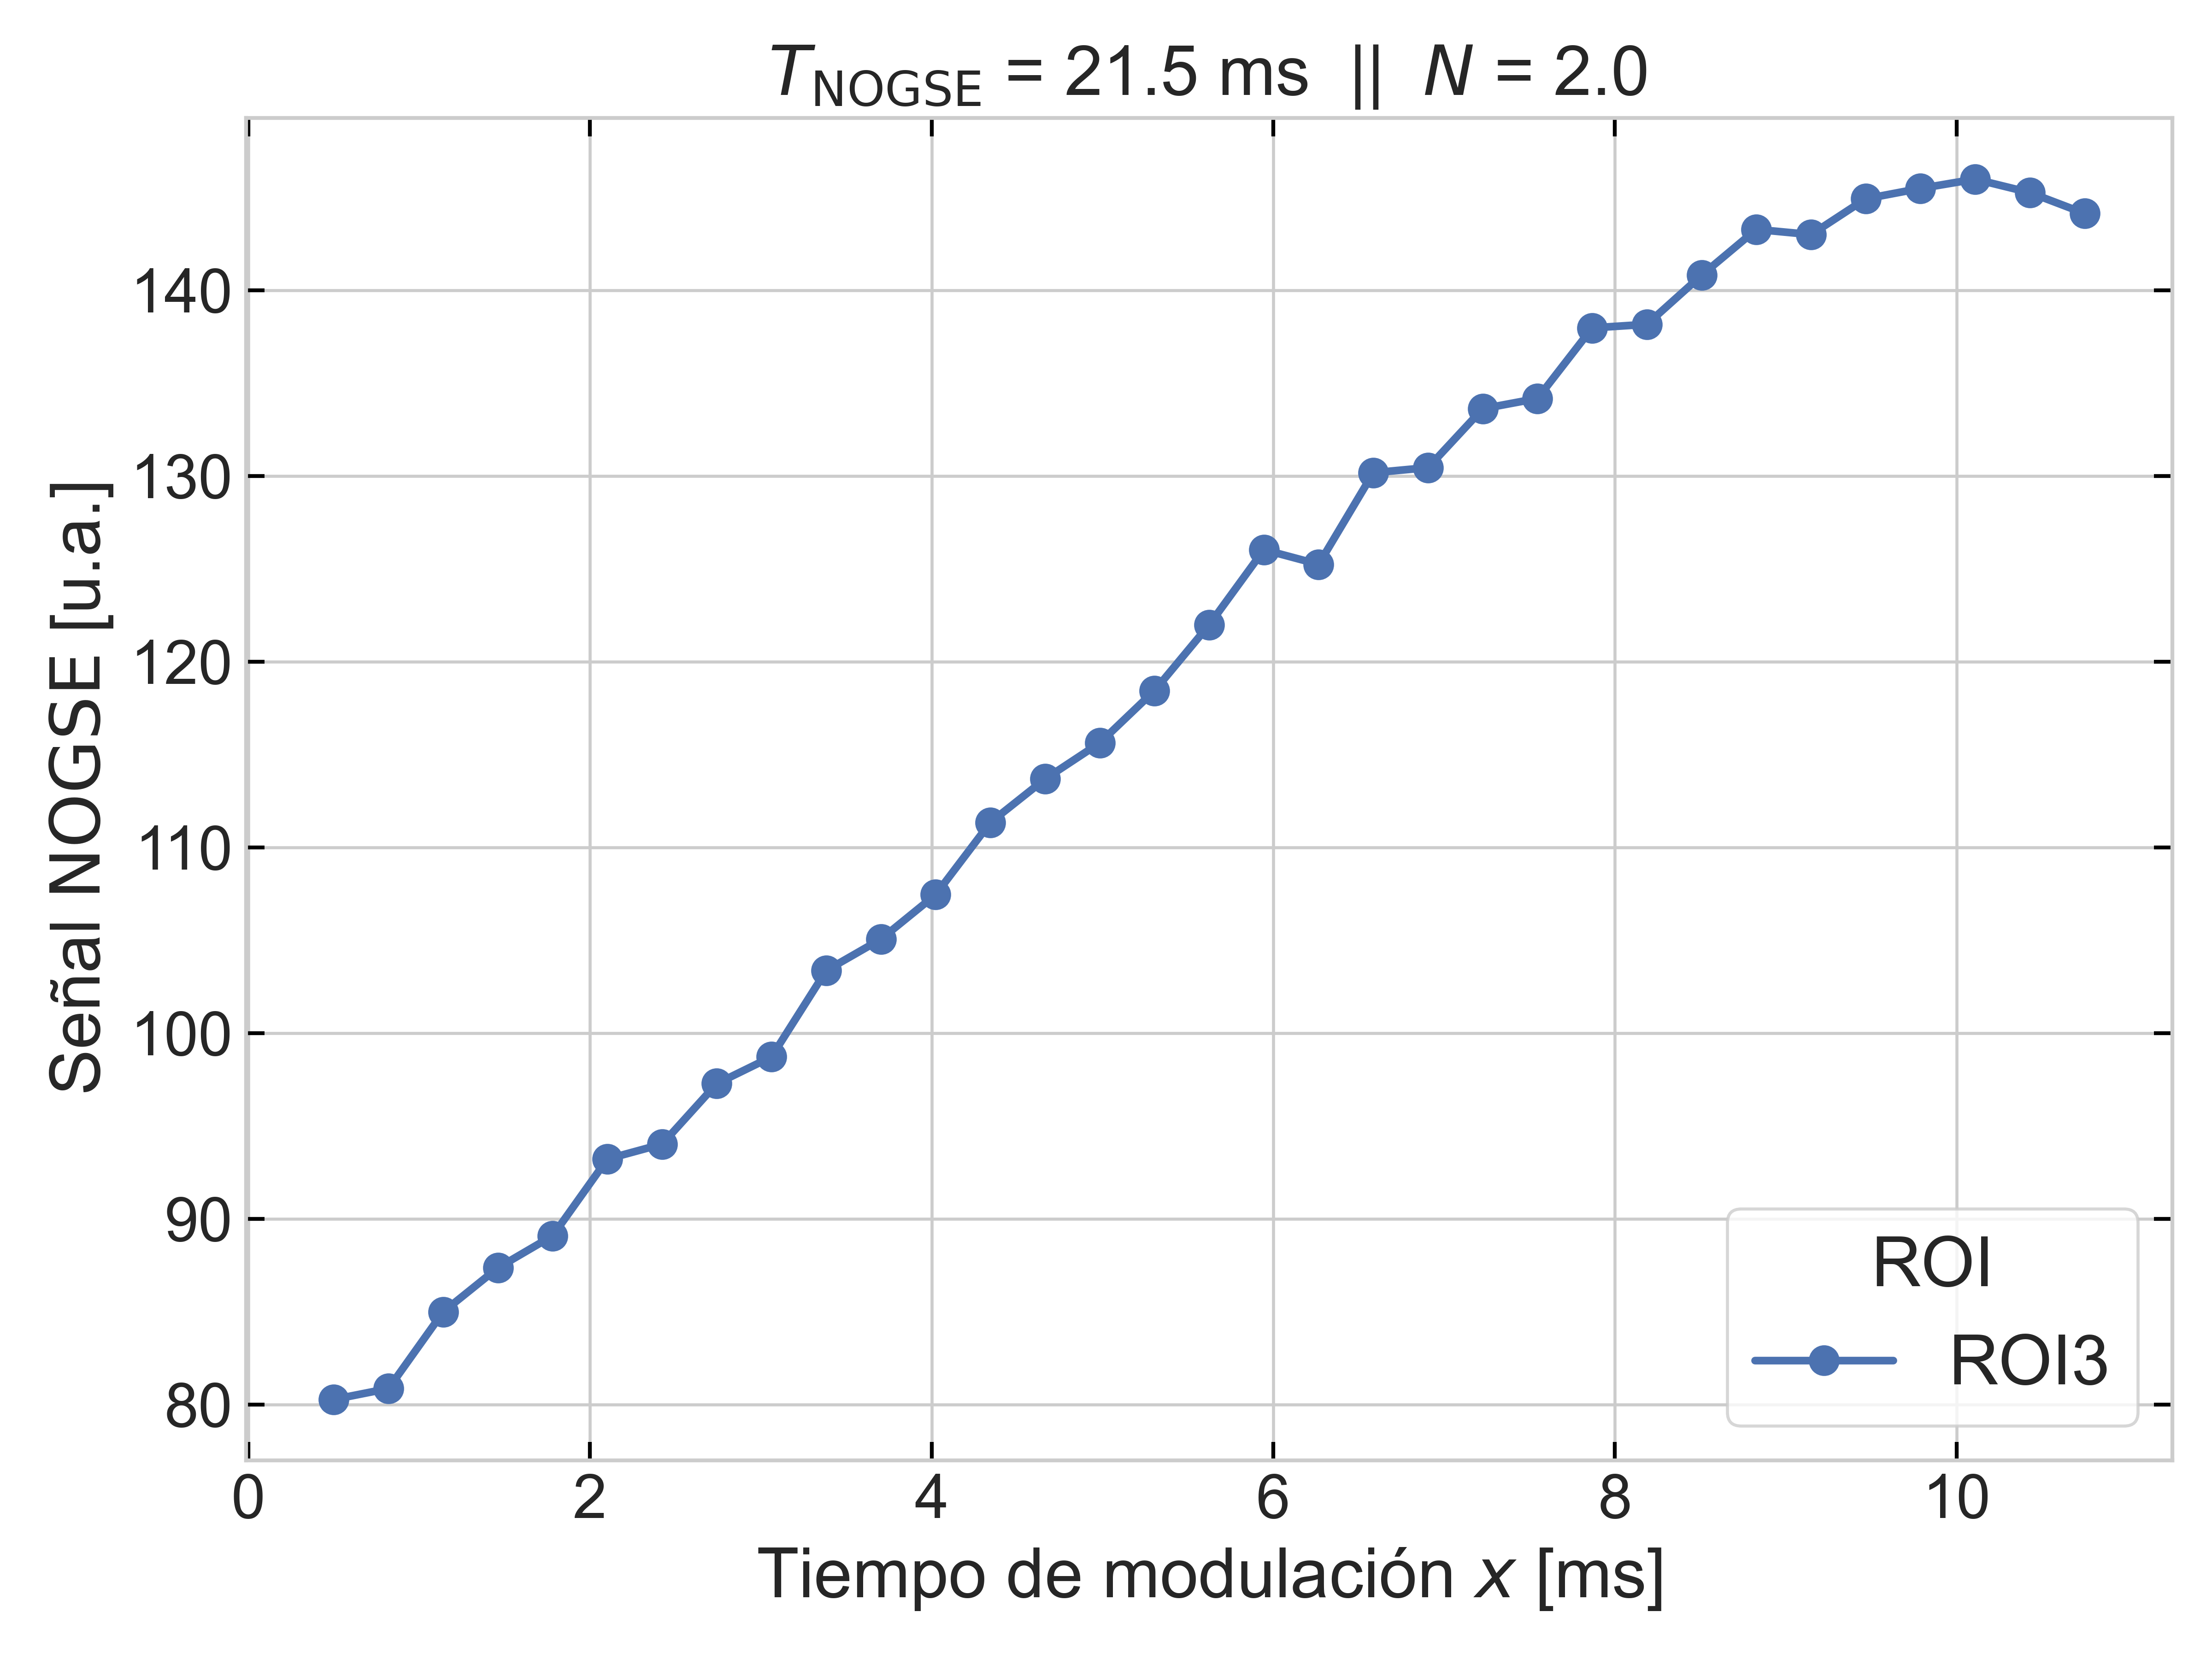 T_NOGSE = 21.5 ms || N = 2.0
Señal NOGSE [u.a.]
140
130
120
110
100
90
80
0 2 4 6 8 10
Tiempo de modulación x [ms]
ROI
ROI3